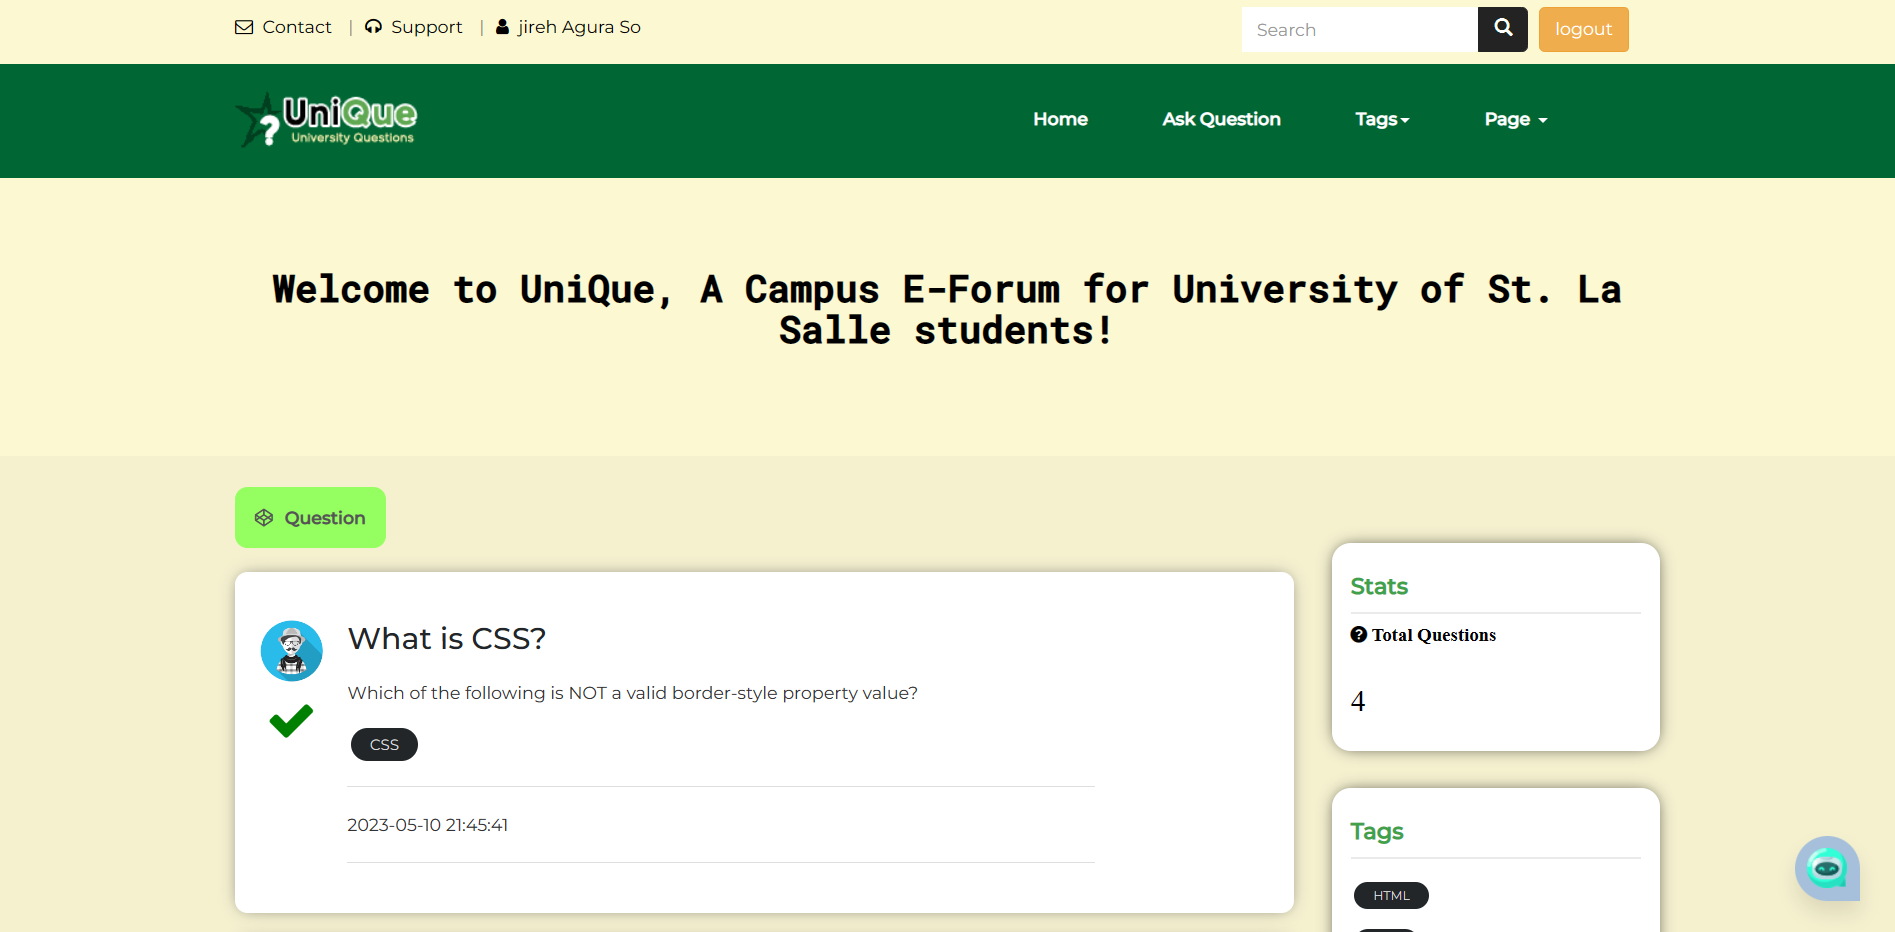 Contact | Support | jireh Agura So
Search
logout
UniQue
University Questions
Home
Ask Question
Tags
Page
Welcome to UniQue, A Campus E-Forum for University of St. La
Salle students!
Question
What is CSS?
Which of the following is NOT a valid border-style property value?
CSS
2023-05-10 21:45:41
Stats
Total Questions
4
Tags
HTML